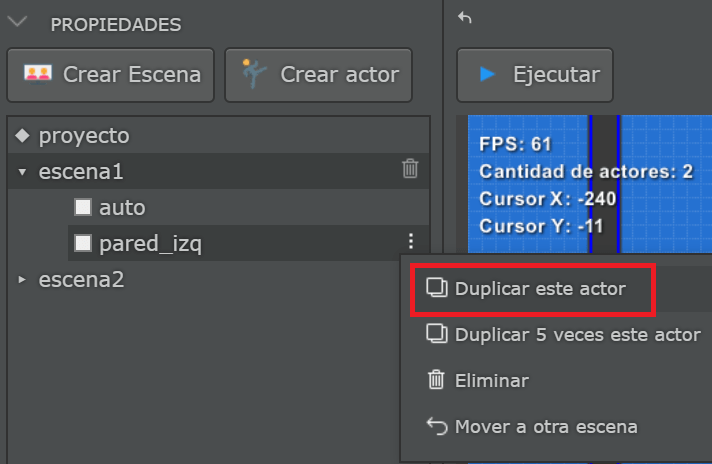 PROPIEDADES
Crear Escena
Crear actor
Ejecutar
proyecto
escena1
auto
pared_izq
escena2
FPS: 61
Cantidad de actores: 2
Cursor X: -240
Cursor Y: -11
Duplicar este actor
Duplicar 5 veces este actor
Eliminar
Mover a otra escena